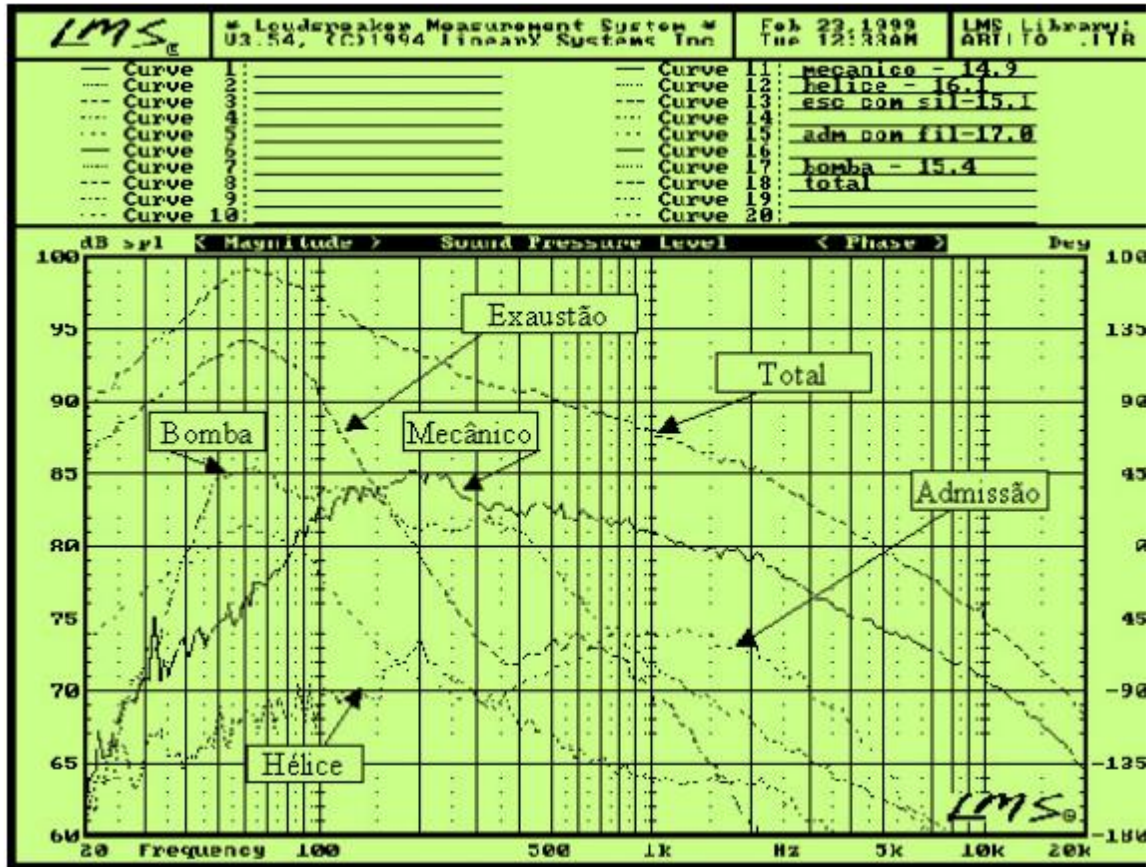 LMS
* Loudspeaker Measurement System *
V3.54, (C)1994 LinearX Systems Inc
Feb 23,1999
Tue 12:33AM
LMS Library:
Curve 1:
Curve 2:
Curve 3:
Curve 4:
Curve 5:
Curve 6:
Curve 7:
Curve 8:
Curve 9:
Curve 10:
Curve 11: mecanico - 14.9
Curve 12: helice - 16.1
Curve 13: esc com sil-15.1
Curve 14:
Curve 15: adm com fil-17.0
Curve 16:
Curve 17: bomba - 15.4
Curve 18: total
Curve 19:
Curve 20:
dB spl < Magnitude > Sound Pressure Level < Phase > Deg
100 180
95 135
90 90
85 45
80 0
75 -45
70 -90
65 -135
60 -180
Exaustão
Total
Bomba
Mecânico
Admissão
Hélice
LMS
20 Frequency 100 500 1k Hz 5k 10k 20k